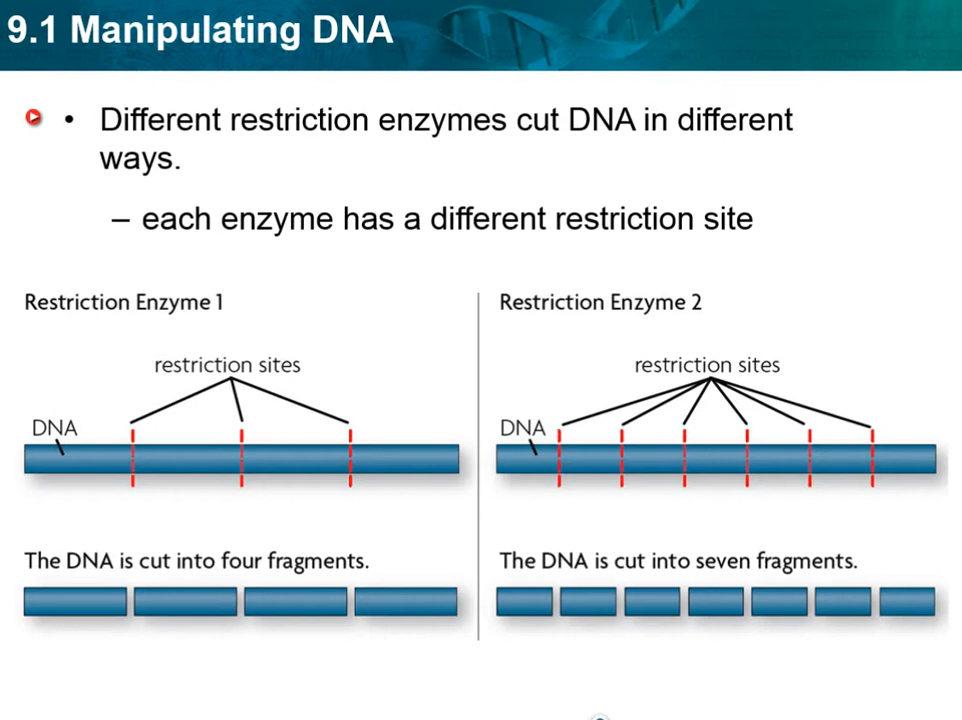 9.1 Manipulating DNA
• Different restriction enzymes cut DNA in different
ways.
– each enzyme has a different restriction site
Restriction Enzyme 1
restriction sites
DNA
The DNA is cut into four fragments.
Restriction Enzyme 2
restriction sites
DNA
The DNA is cut into seven fragments.